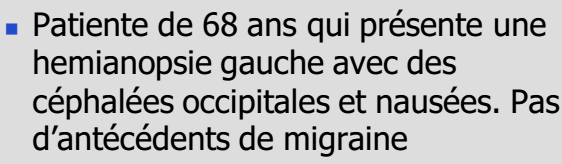 Patiente de 68 ans qui présente une
hemianopsie gauche avec des
céphalées occipitales et nausées. Pas
d'antécédents de migraine